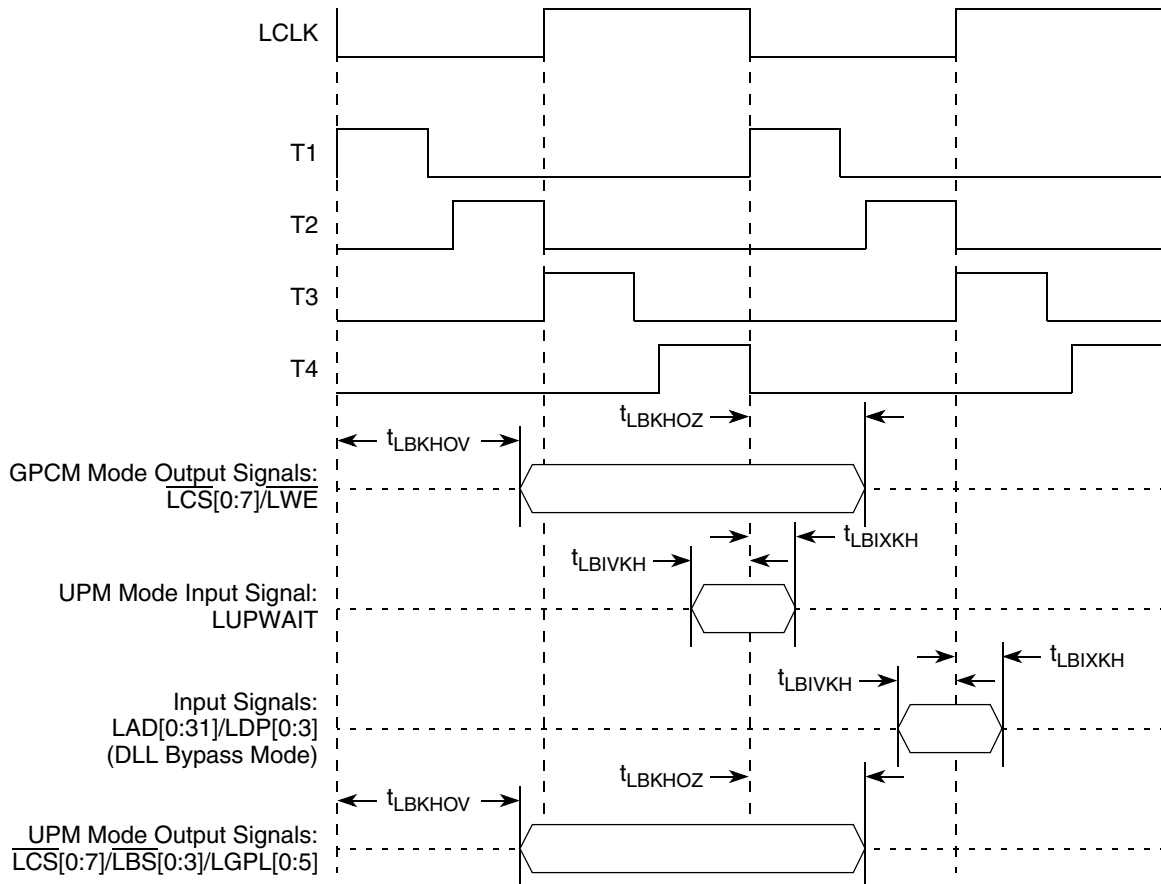 LCLK
T1
T2
T3
T4
tLBKHOZ
tLBKHOV
GPCM Mode Output Signals:
LCS[0:7]/LWE
tLBIXKH
tLBIVKH
UPM Mode Input Signal:
LUPWAIT
tLBIXKH
tLBIVKH
Input Signals:
LAD[0:31]/LDP[0:3]
(DLL Bypass Mode)
tLBKHOZ
tLBKHOV
UPM Mode Output Signals:
LCS[0:7]/LBS[0:3]/LGPL[0:5]